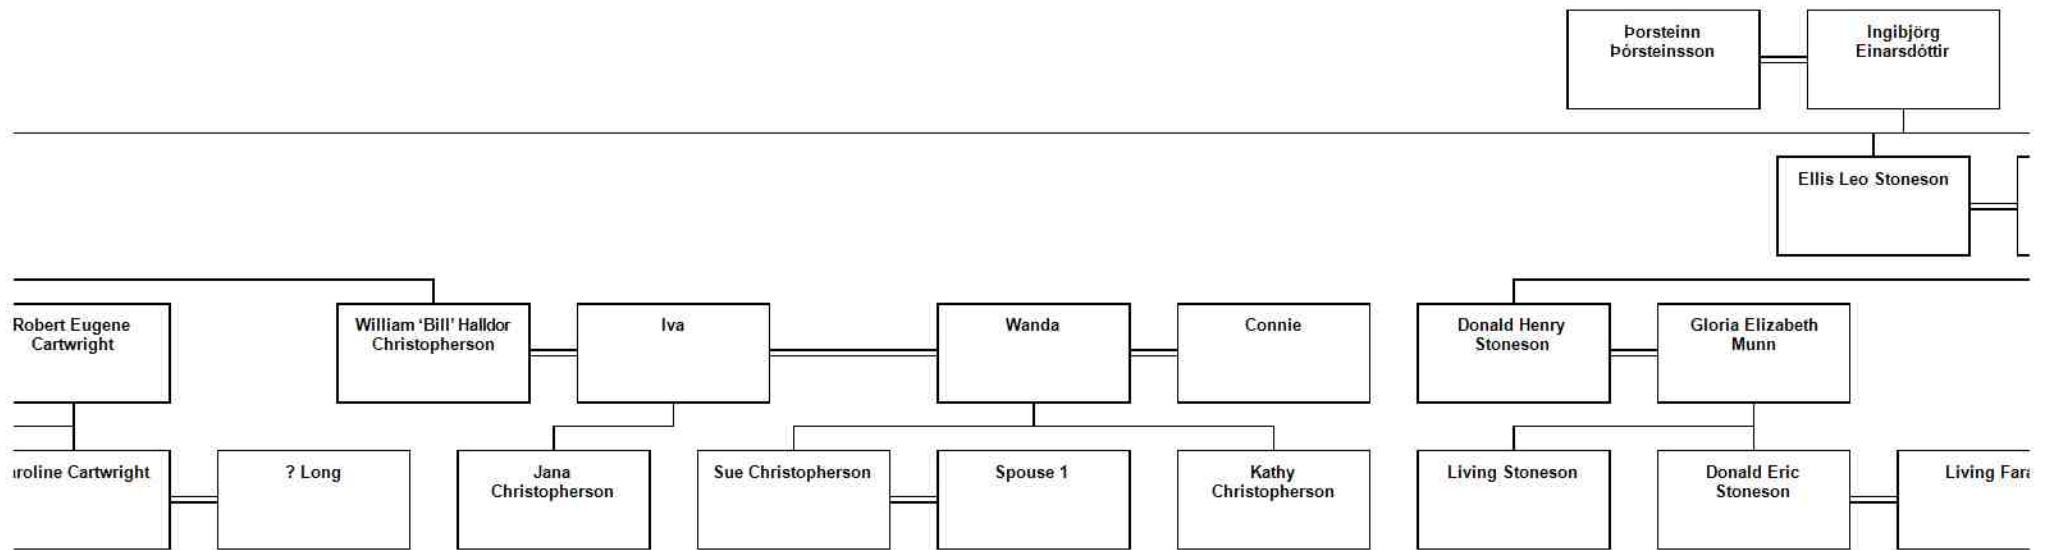 Þorsteinn
Þórsteinsson
Ingibjörg
Einarsdóttir
Ellis Leo Stoneson
Robert Eugene
Cartwright
William ‘Bill’ Halldor
Christopherson
Iva
Wanda
Connie
Donald Henry
Stoneson
Gloria Elizabeth
Munn
Cartwright
? Long
Jana
Christopherson
Sue Christopherson
Spouse 1
Kathy
Christopherson
Living Stoneson
Donald Eric
Stoneson
Living